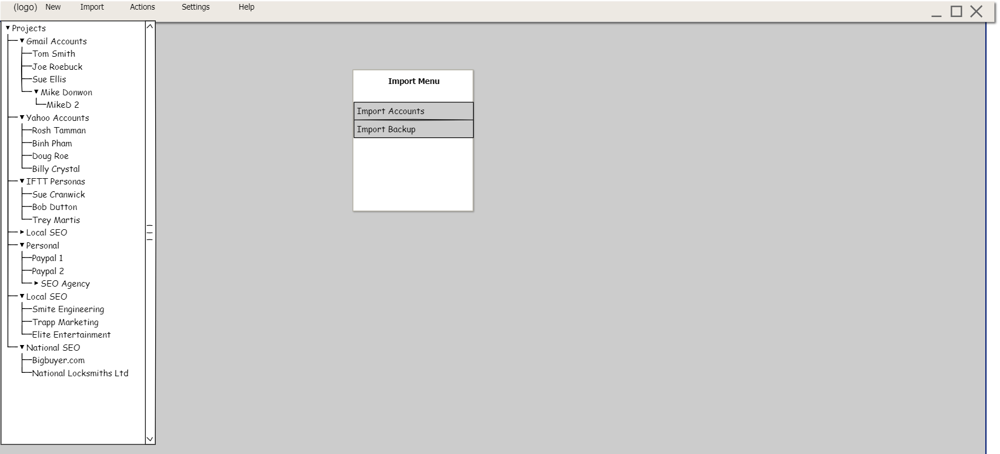 (logo) New Import Actions Settings Help
Projects
Gmail Accounts
Tom Smith
Joe Roebuck
Sue Ellis
Mike Donwon
MikeD 2
Yahoo Accounts
Rosh Tamman
Binh Pham
Doug Roe
Billy Crystal
IFTT Personas
Sue Cranwick
Bob Dutton
Trey Martis
Local SEO
Personal
Paypal 1
Paypal 2
SEO Agency
Local SEO
Smite Engineering
Trapp Marketing
Elite Entertainment
National SEO
Bigbuyer.com
National Locksmiths Ltd
Import Menu
Import Accounts
Import Backup